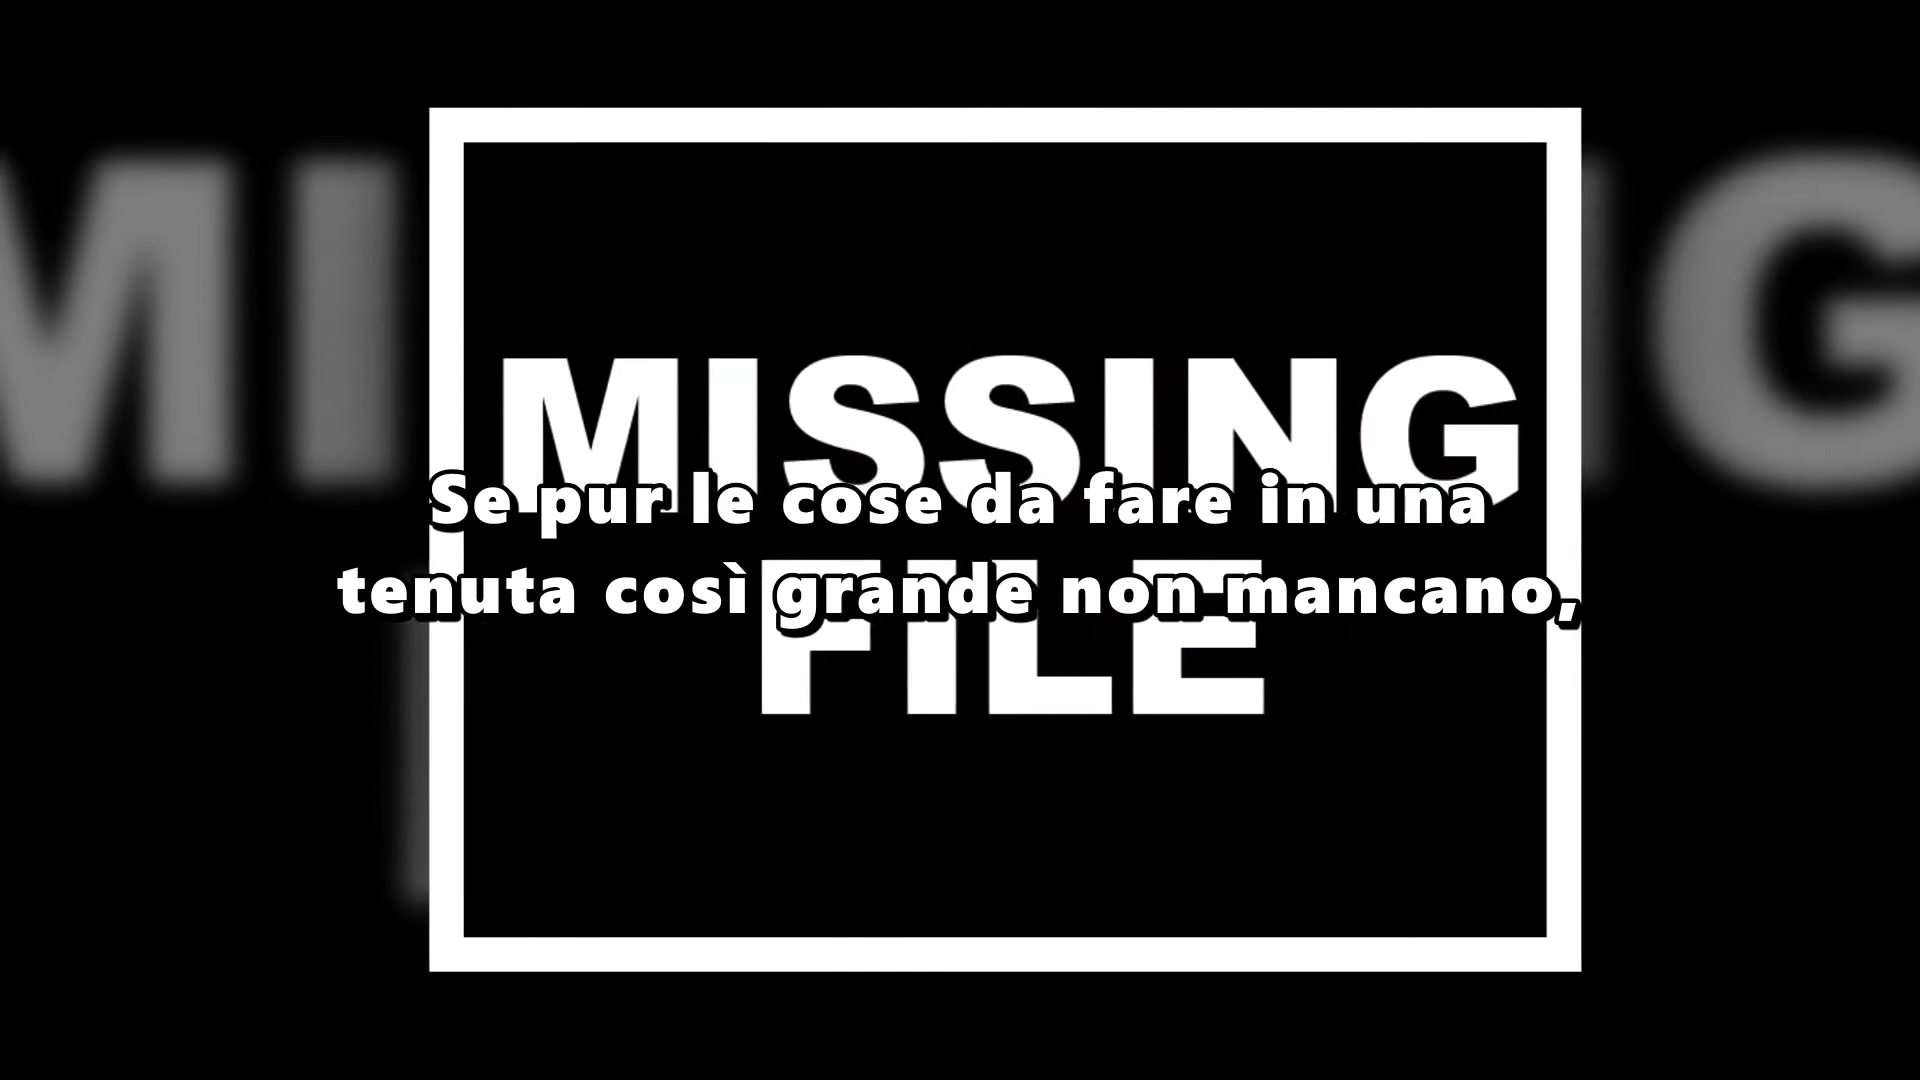 MISSING
FILE
Se pur le cose da fare in una
tenuta così grande non mancano,